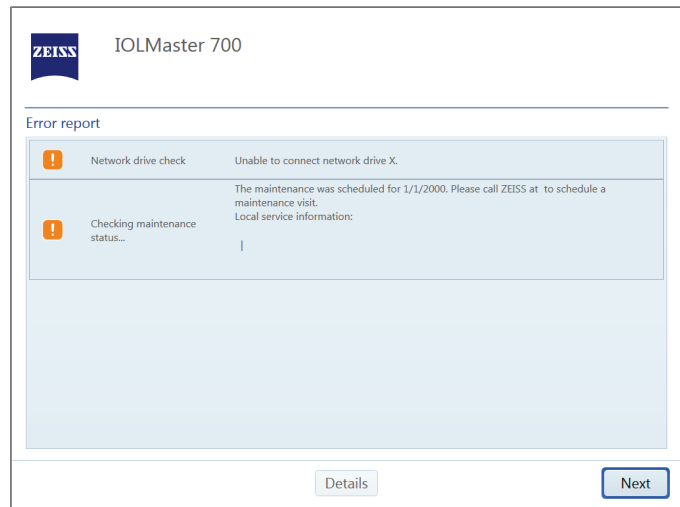 ZEISS
IOLMaster 700
Error report
Network drive check
Unable to connect network drive X.
Checking maintenance
status...
The maintenance was scheduled for 1/1/2000. Please call ZEISS at  to schedule a
maintenance visit.
Local service information:
|
Details
Next